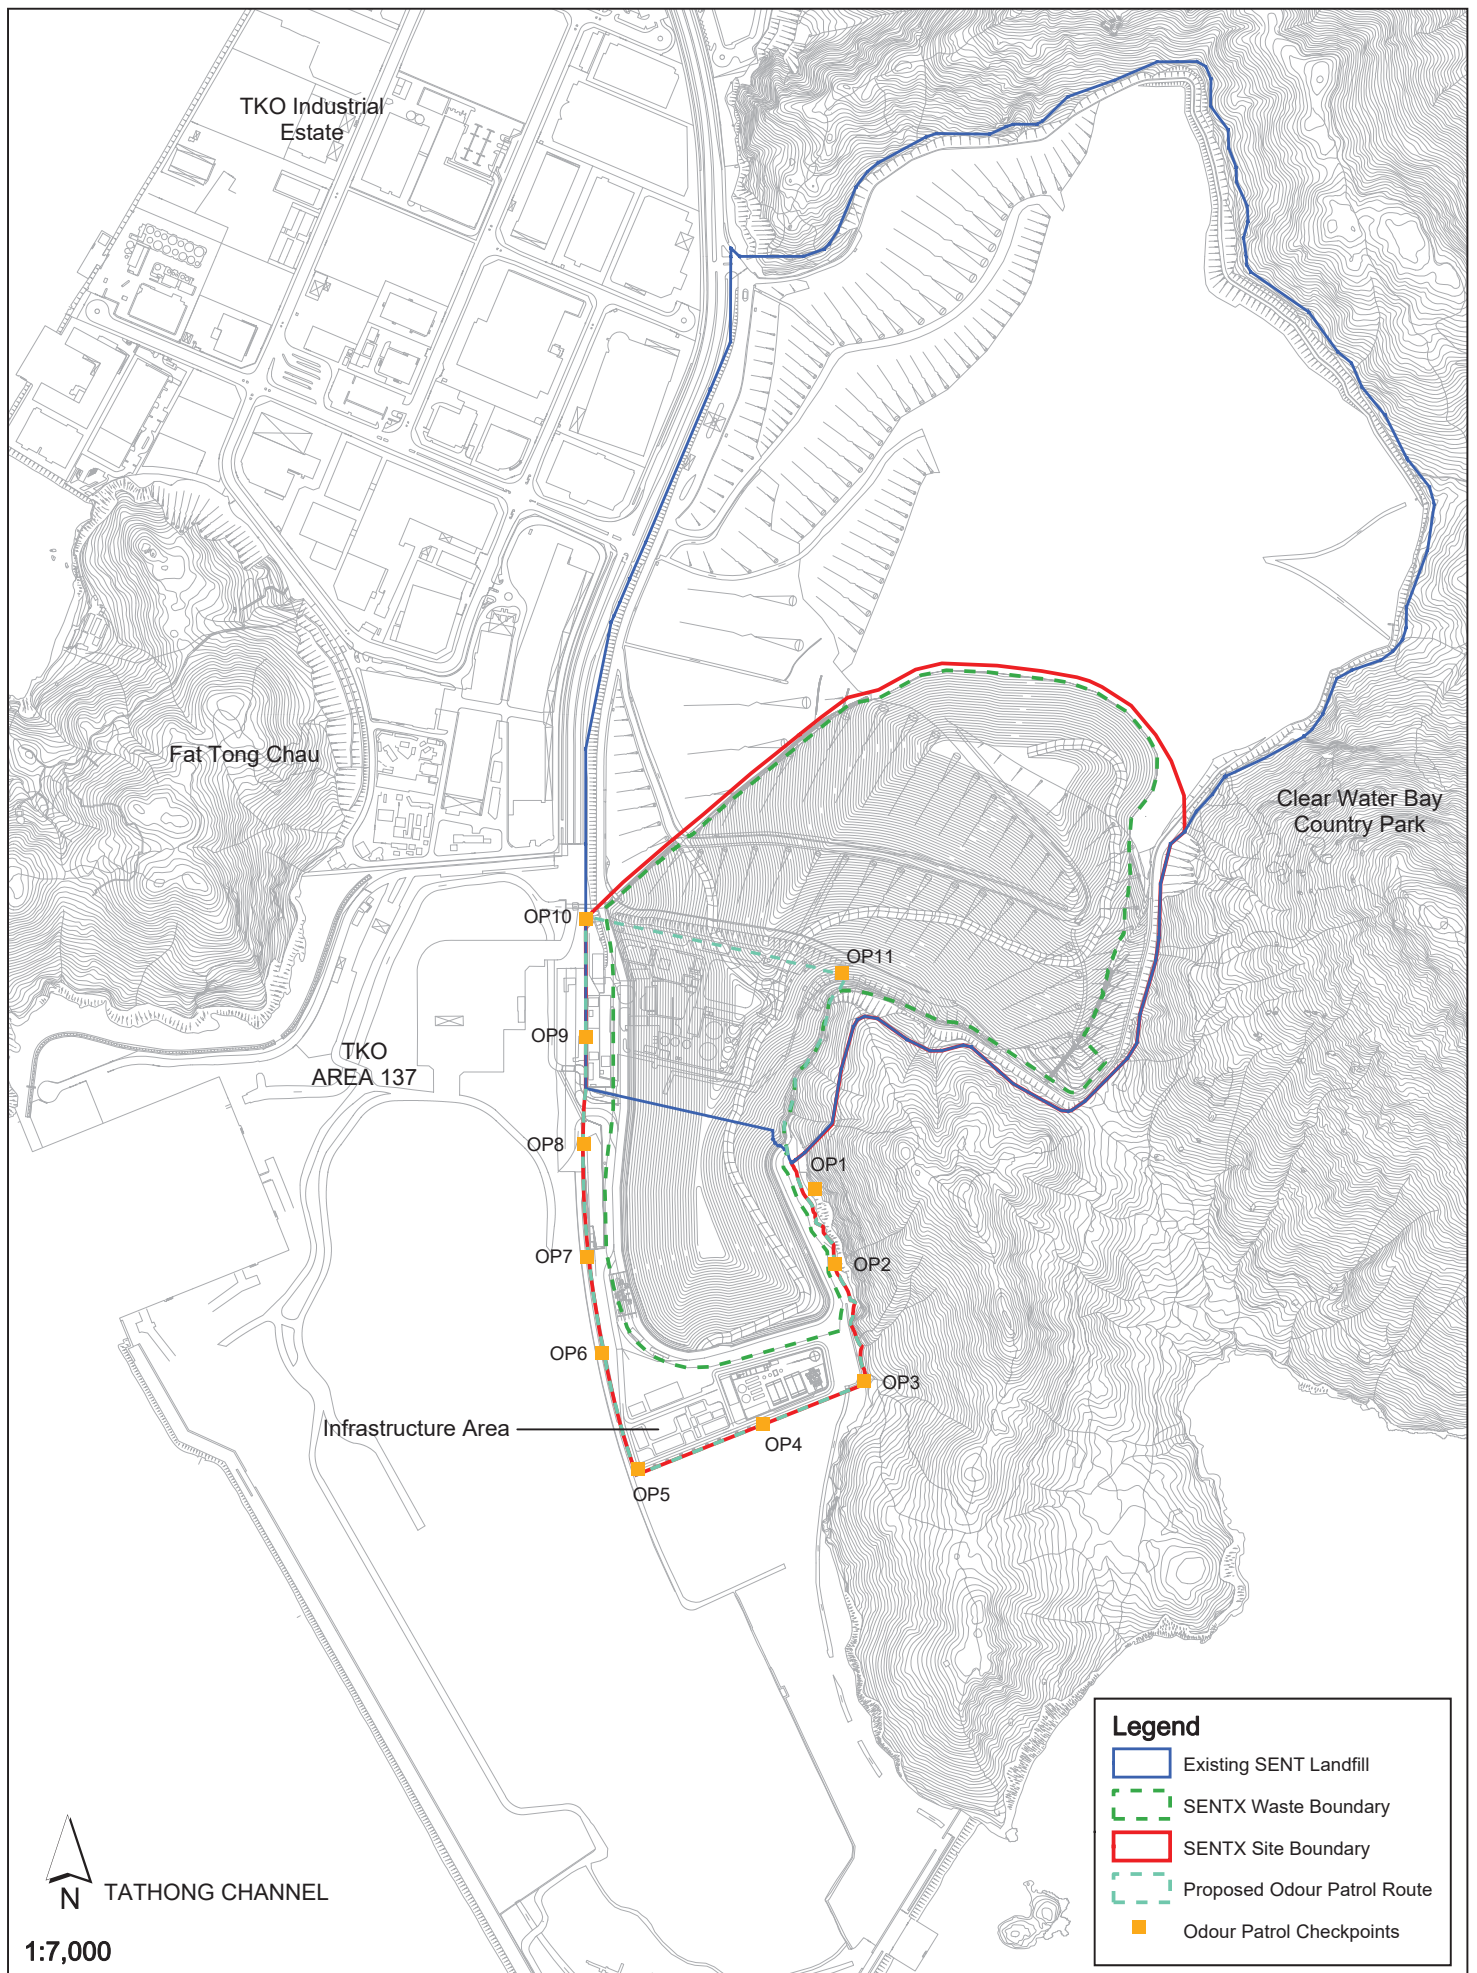 TKO Industrial
Estate
Fat Tong Chau
Clear Water Bay
Country Park
OP10
OP11
OP9
TKO
AREA 137
OP8
OP1
OP7
OP2
OP6
OP3
Infrastructure Area
OP4
OP5
Legend
Existing SENT Landfill
SENTX Waste Boundary
SENTX Site Boundary
Proposed Odour Patrol Route
Odour Patrol Checkpoints
N
TATHONG CHANNEL
1:7,000